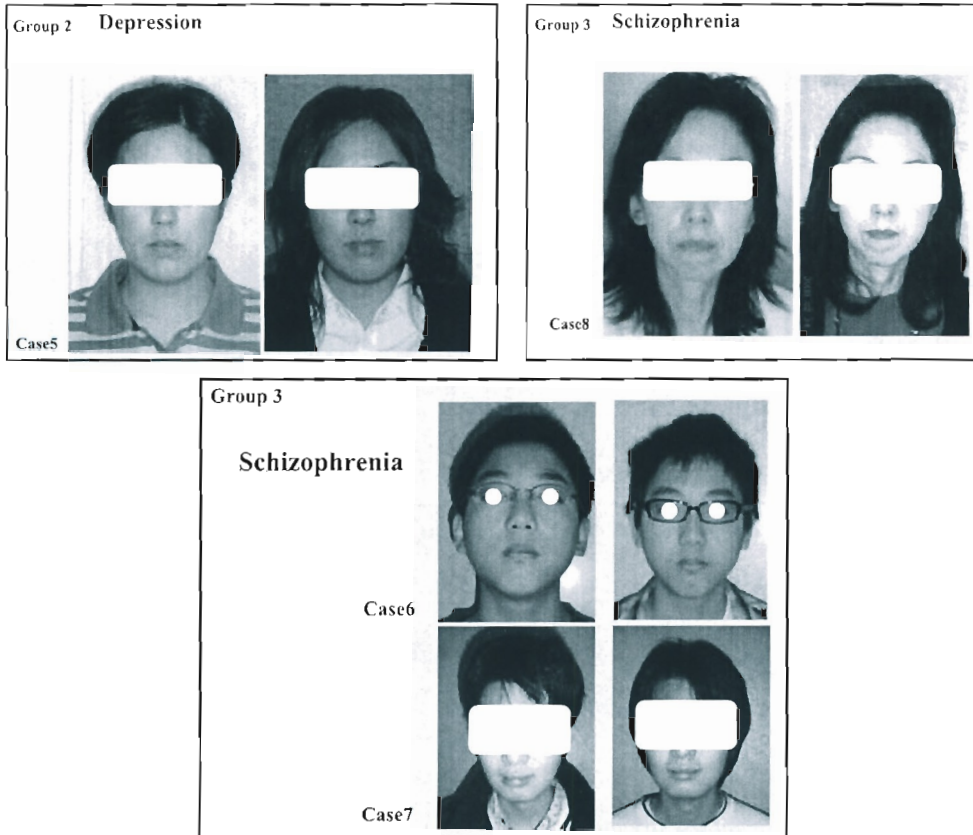 Group 2 Depression
Case5
Group 3 Schizophrenia
Case8
Group 3
Schizophrenia
Case6
Case7